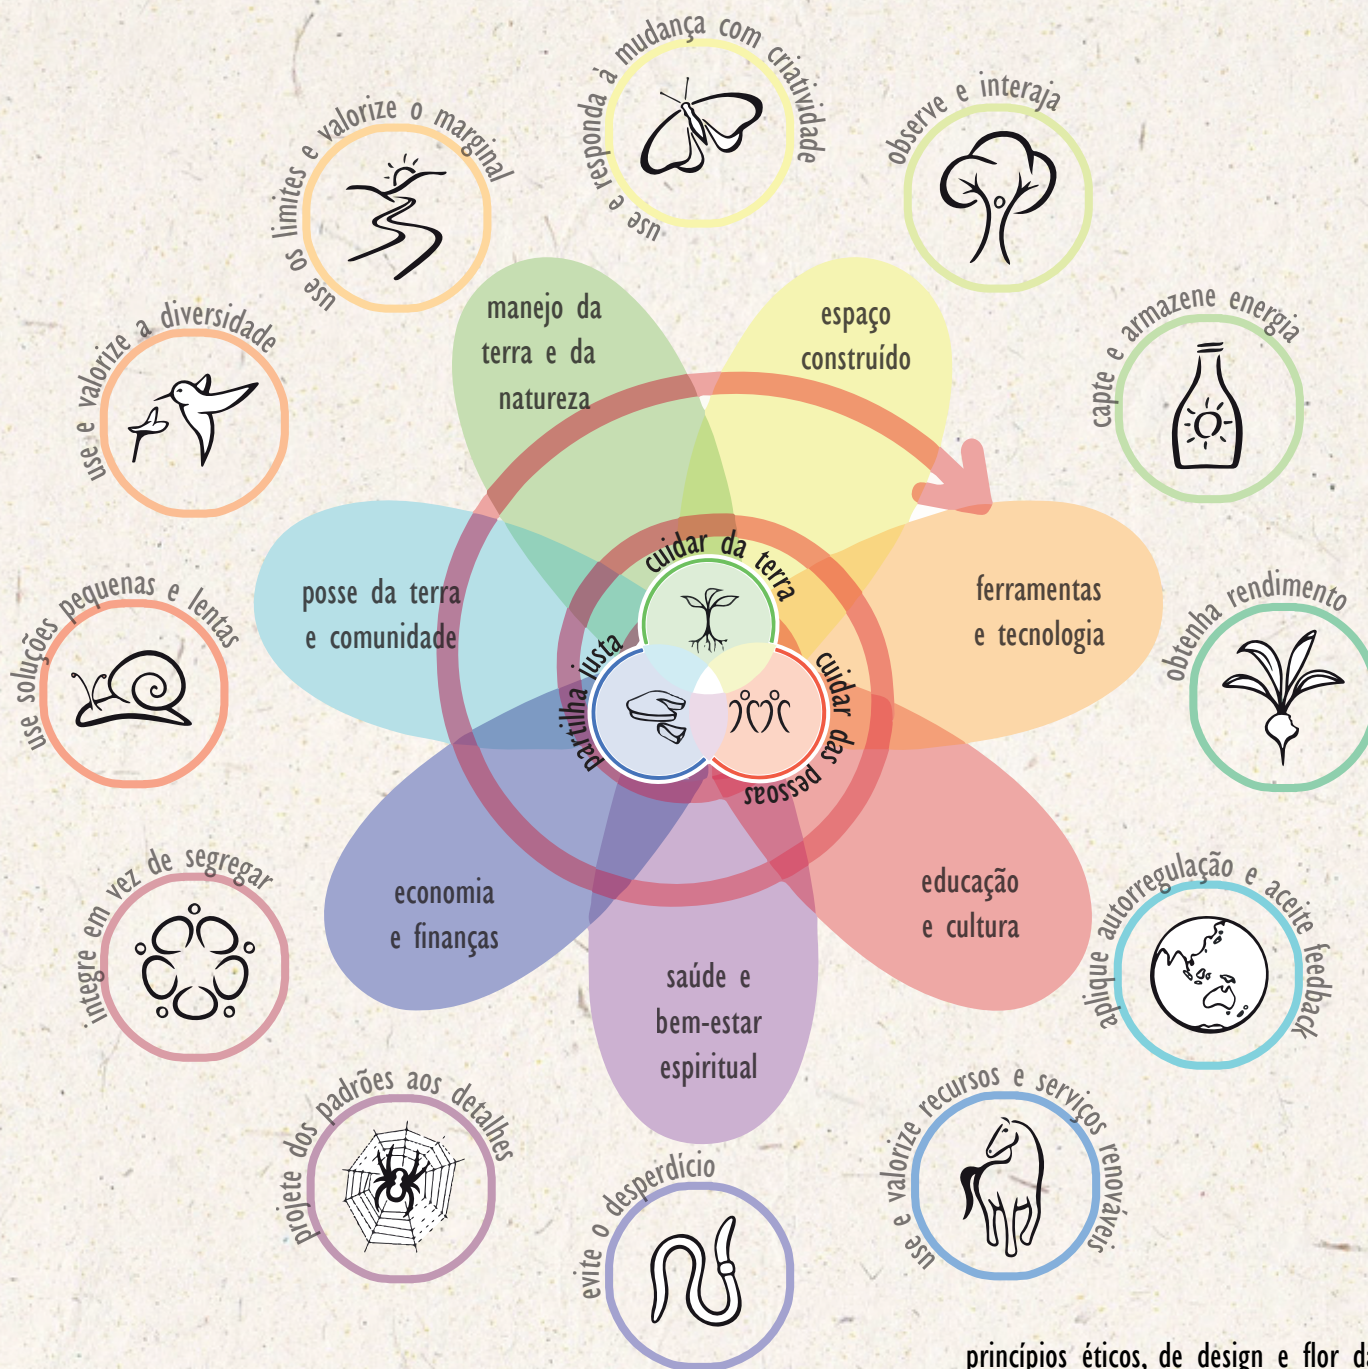 use e responda à mudança com criatividade
observe e interaja
capte e armazene energia
obtenha rendimento
aplique autorregulação e aceite feedback
use e valorize recursos e serviços renováveis
evite o desperdício
projete dos padrões aos detalhes
integre em vez de segregar
use soluções pequenas e lentas
use e valorize a diversidade
use os limites e valorize o marginal
manejo da
terra e da
natureza
espaço
construído
ferramentas
e tecnologia
educação
e cultura
saúde e
bem-estar
espiritual
economia
e finanças
posse da terra
e comunidade
cuidar da terra
cuidar das pessoas
partilha justa
princípios éticos, de design e flor